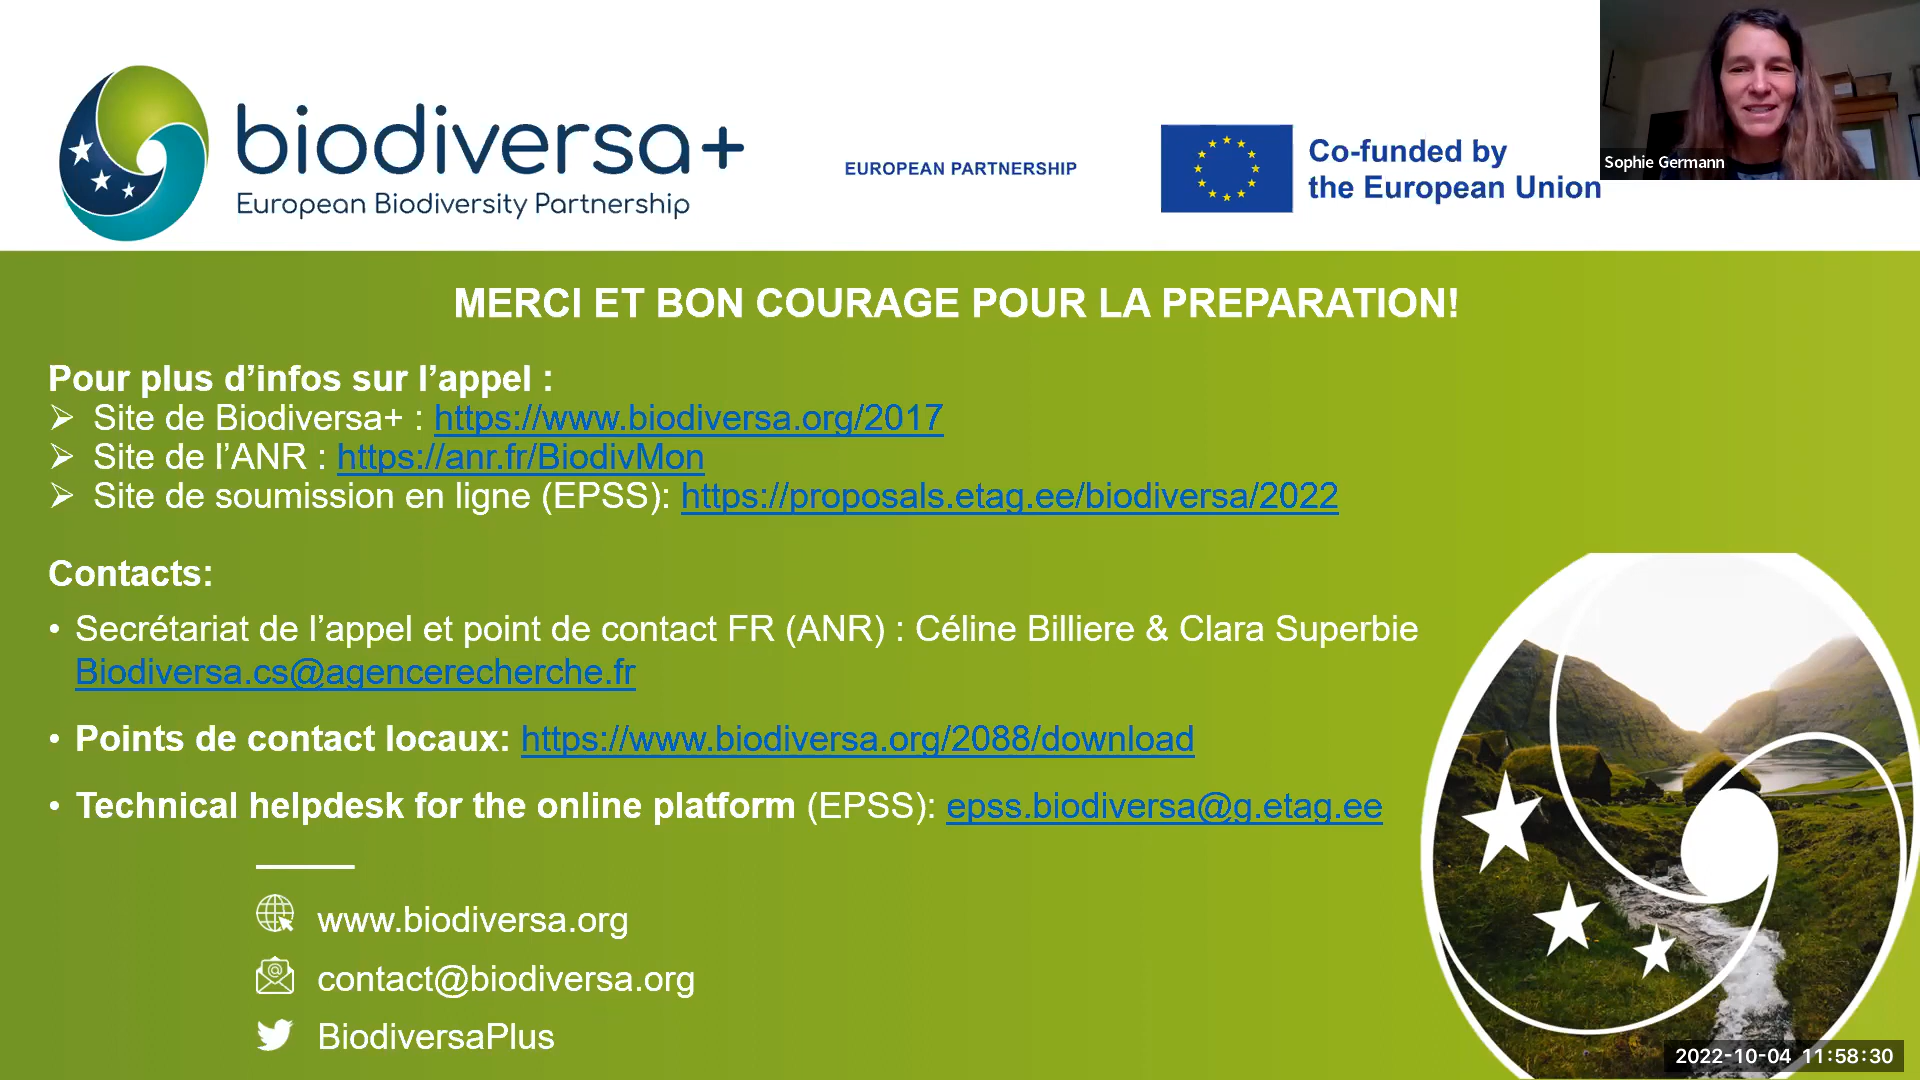 biodiversa+
European Biodiversity Partnership
EUROPEAN PARTNERSHIP
Co-funded by
the European Union
Sophie Germann
MERCI ET BON COURAGE POUR LA PREPARATION!
Pour plus d’infos sur l’appel :
Site de Biodiversa+ : https://www.biodiversa.org/2017
Site de l’ANR : https://anr.fr/BiodivMon
Site de soumission en ligne (EPSS): https://proposals.etag.ee/biodiversa/2022
Contacts:
• Secrétariat de l’appel et point de contact FR (ANR) : Céline Billiere & Clara Superbie
Biodiversa.cs@agencerecherche.fr
• Points de contact locaux: https://www.biodiversa.org/2088/download
• Technical helpdesk for the online platform (EPSS): epss.biodiversa@g.etag.ee
www.biodiversa.org
contact@biodiversa.org
BiodiversaPlus
2022-10-04 11:58:30